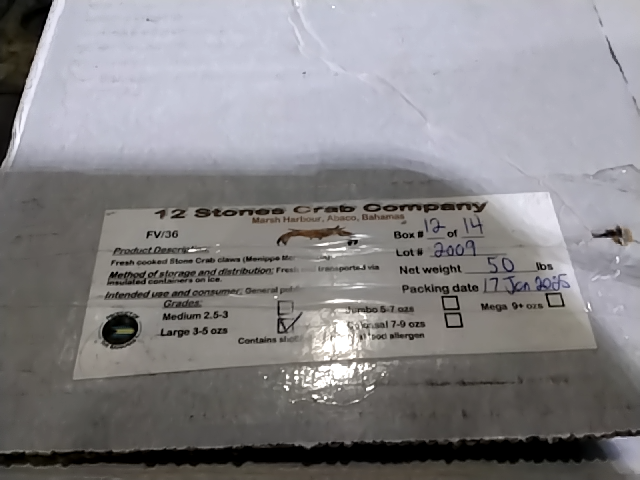 12 Stones Crab Company
Marsh Harbour, Abaco, Bahamas
FV/36
Box # 12 of 14
Product
Lot # 2009
Fresh cooked Stone Crab claws (Menippe
Net weight 50 lbs
Method of storage and distribution: transported via
insulated containers on ice.
Packing date 17 Jan 2025
Intended use and consumer: General
Grades:
Medium 2.5-3
Jumbo 5-7 ozs
Mega 9+ ozs
Large 3-5 ozs
Colossal 7-9 ozs
Contains allergen